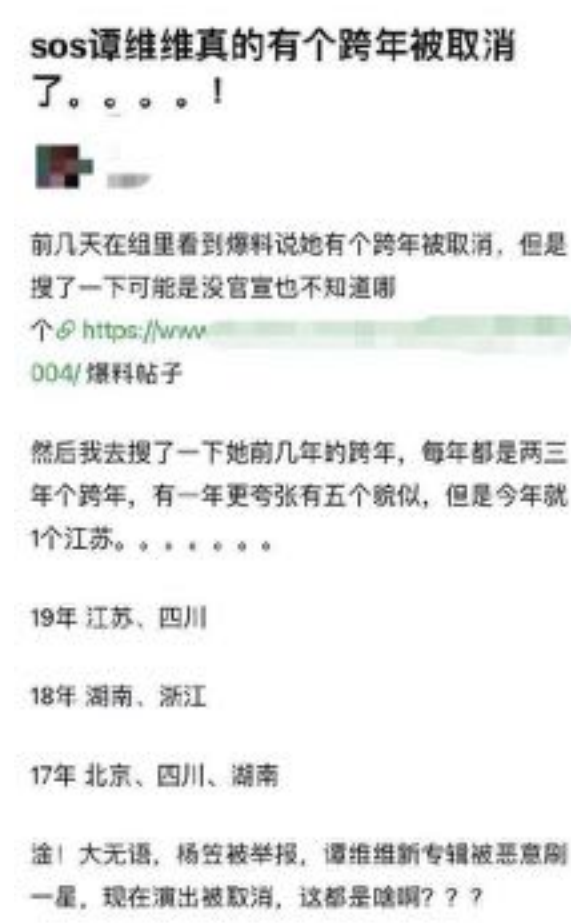 sos谭维维真的有个跨年被取消
了。。。。！
前几天在组里看到爆料说她有个跨年被取消，但是
搜了一下可能是没官宣也不知道哪
个 https://www
004/ 爆料帖子
然后我去搜了一下她前几年的跨年，每年都是两三
年个跨年，有一年更夸张有五个貌似，但是今年就
1个江苏。。。。。。。
19年 江苏、四川
18年 湖南、浙江
17年 北京、四川、湖南
淦！大无语，杨笠被举报，谭维维新专辑被恶意刷
一星，现在演出被取消，这都是啥啊？？？